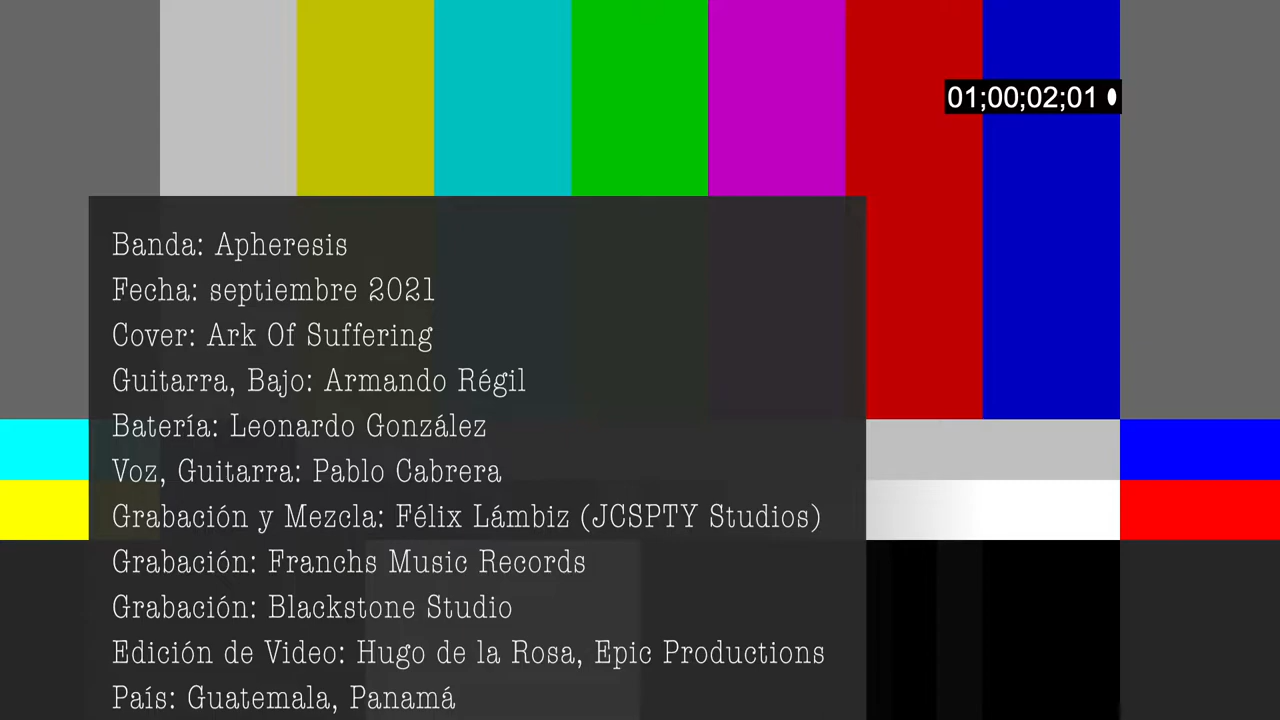 01;00;02;01
Banda: Apheresis
Fecha: septiembre 2021
Cover: Ark Of Suffering
Guitarra, Bajo: Armando Régil
Batería: Leonardo González
Voz, Guitarra: Pablo Cabrera
Grabación y Mezcla: Félix Lámbiz (JCSPTY Studios)
Grabación: Franchs Music Records
Grabación: Blackstone Studio
Edición de Video: Hugo de la Rosa, Epic Productions
País: Guatemala, Panamá